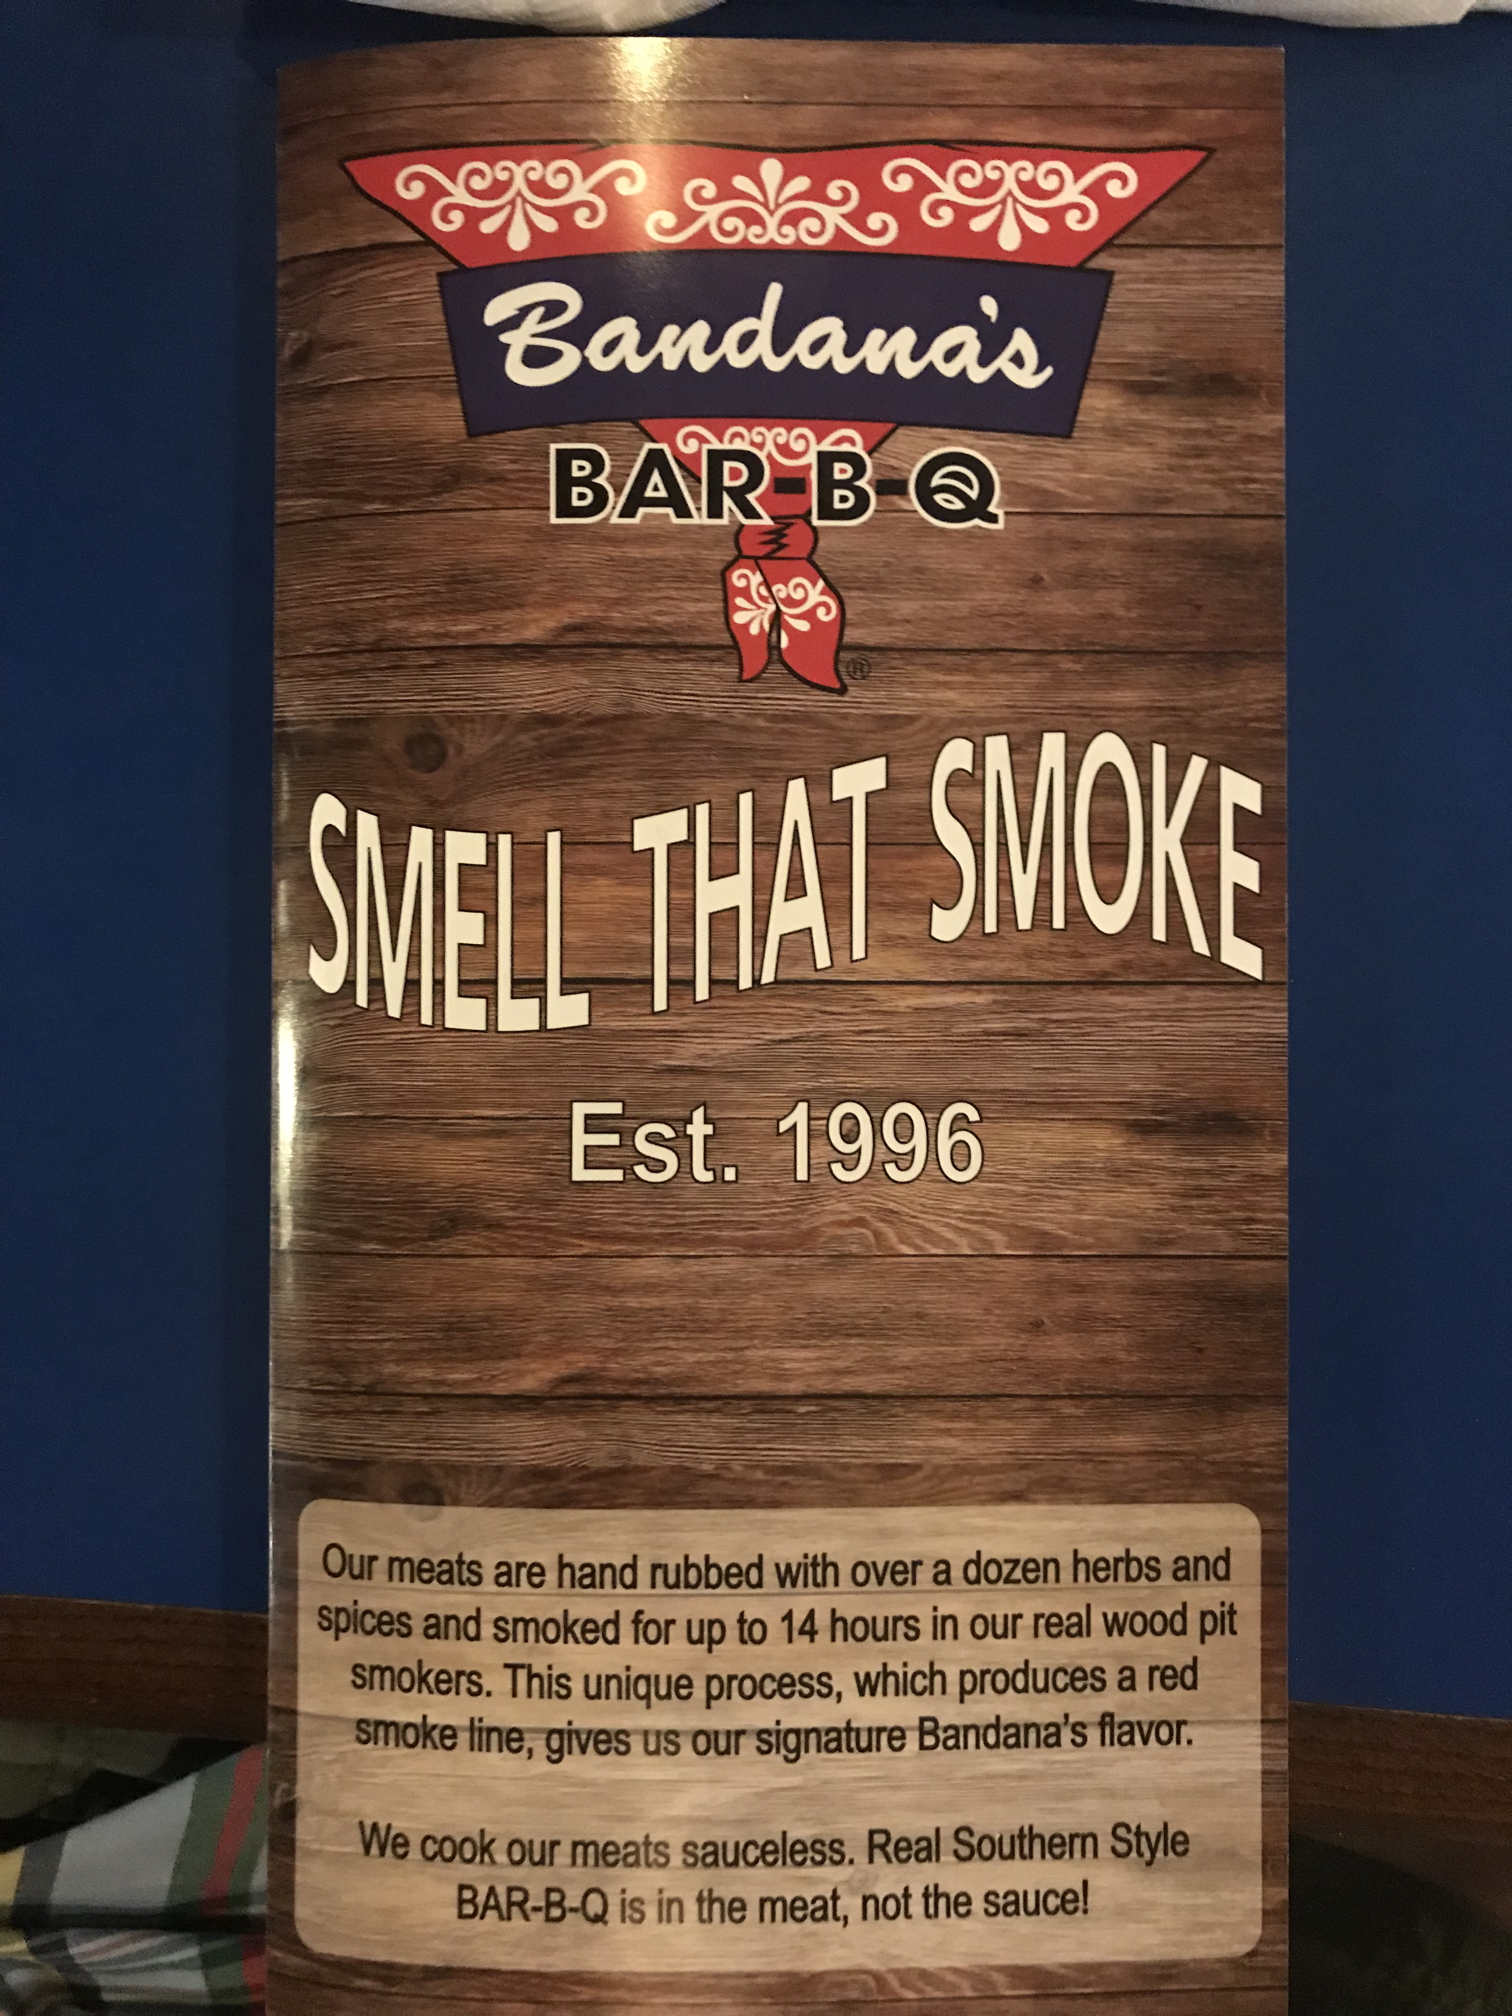 Bandana's
BAR-B-Q
®
SMELL THAT SMOKE
Est. 1996
Our meats are hand rubbed with over a dozen herbs and
spices and smoked for up to 14 hours in our real wood pit
smokers. This unique process, which produces a red
smoke line, gives us our signature Bandana's flavor.
We cook our meats sauceless. Real Southern Style
BAR-B-Q is in the meat, not the sauce!